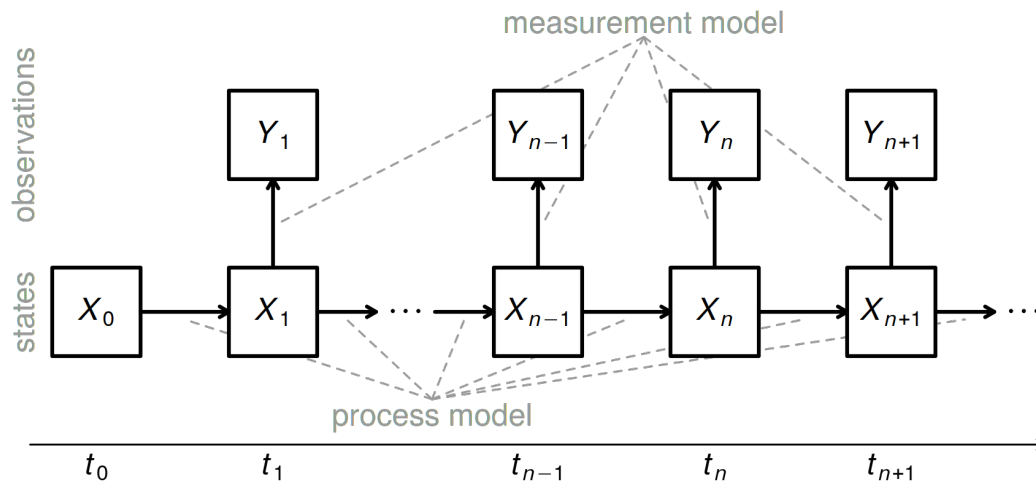 measurement model
observations
Y₁ Yₙ₋₁ Yₙ Yₙ₊₁
states
X₀ X₁ ··· Xₙ₋₁ Xₙ Xₙ₊₁ ···
process model
t₀ t₁ tₙ₋₁ tₙ tₙ₊₁